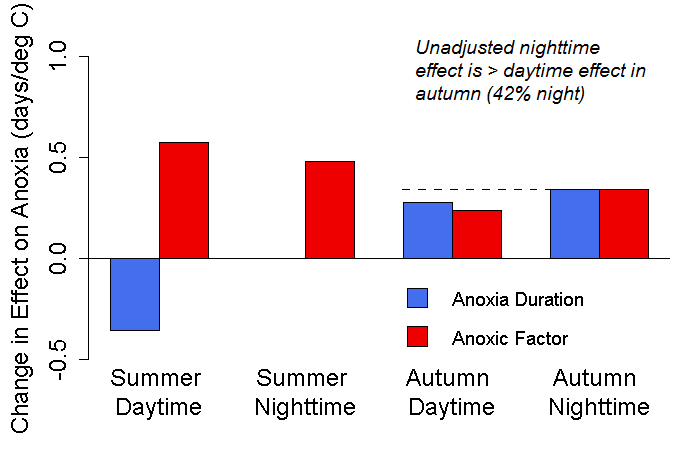 Unadjusted nighttime
effect is > daytime effect in
autumn (42% night)
Change in Effect on Anoxia (days/deg C)
1.0
0.5
0.0
-0.5
Anoxia Duration
Anoxic Factor
Summer
Daytime
Summer
Nighttime
Autumn
Daytime
Autumn
Nighttime